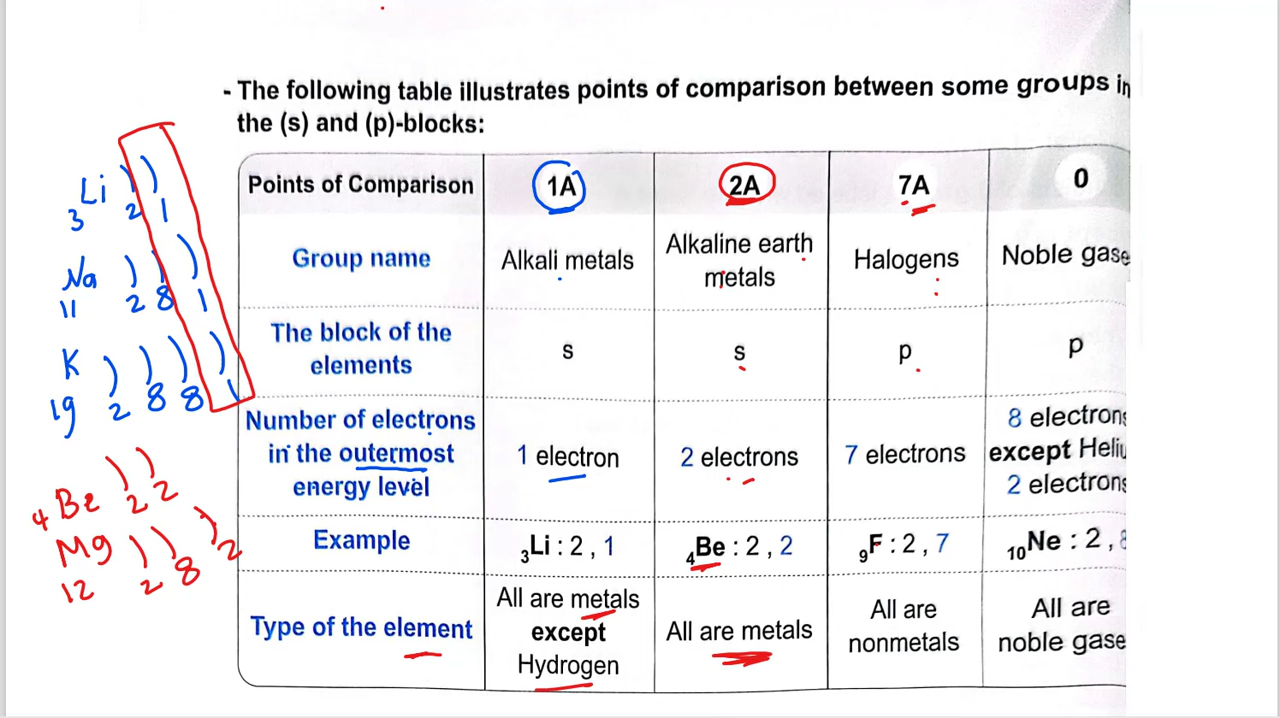 - The following table illustrates points of comparison between some groups in
the (s) and (p)-blocks:
Points of Comparison 1A 2A 7A 0
Group name Alkali metals Alkaline earth metals Halogens Noble gase
The block of the elements s s p p
Number of electrons in the outermost energy level 1 electron 2 electrons 7 electrons 8 electrons except Heliu 2 electrons
Example ₃Li : 2 , 1 ₄Be : 2 , 2 ₉F : 2 , 7 ₁₀Ne : 2 , 8
Type of the element All are metals except Hydrogen All are metals All are nonmetals All are noble gase
₃Li
2 1
Na
11 2 8 1
K
19 2 8 8 1
₄Be 2 2
Mg
12 2 8 2